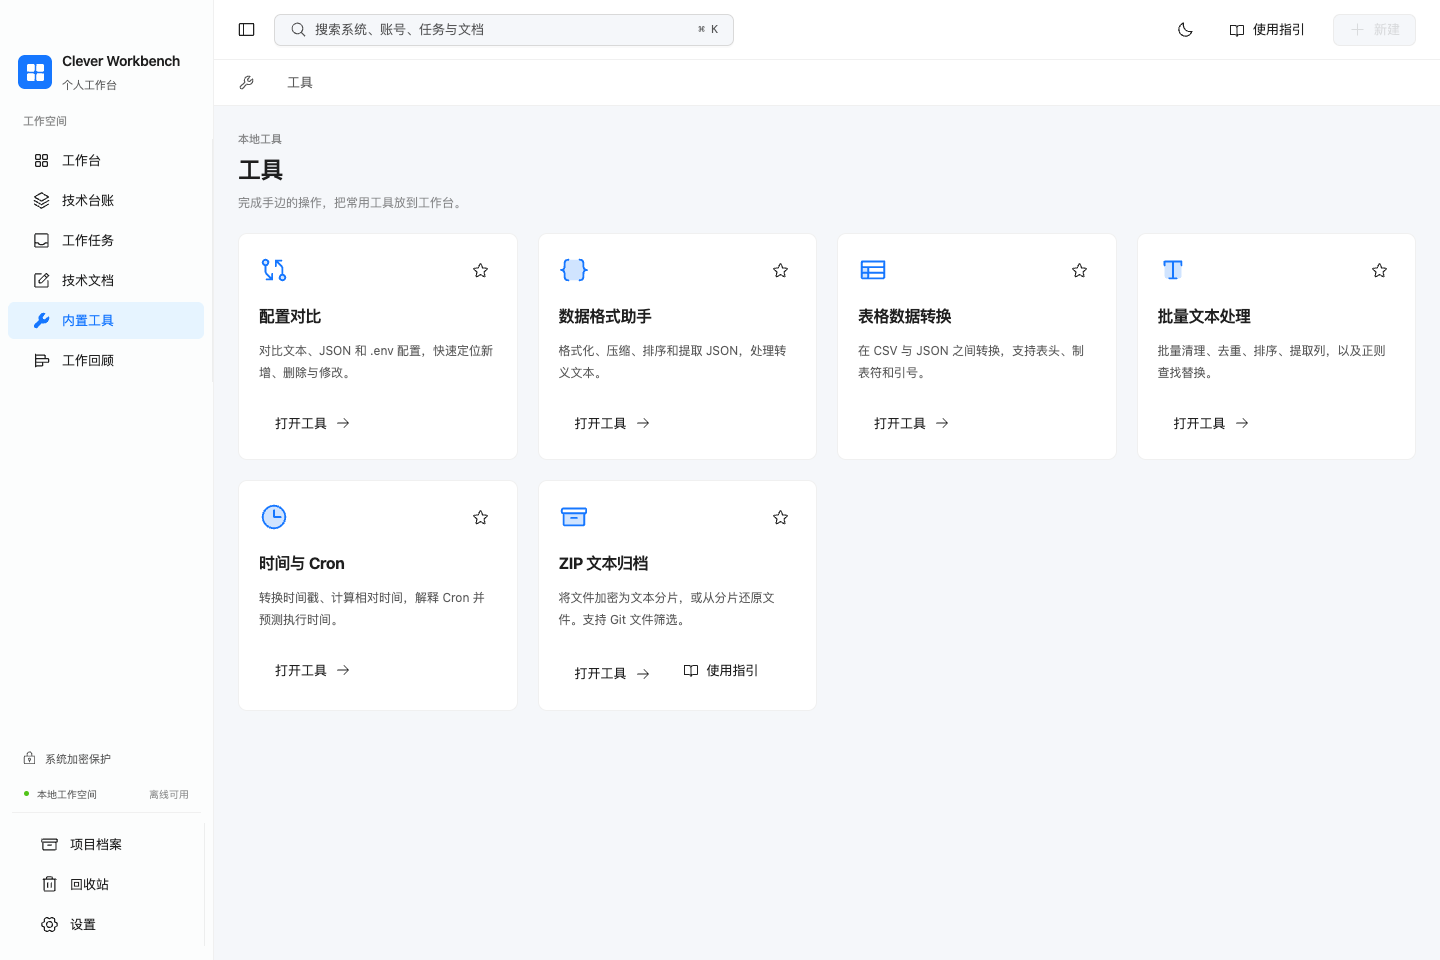 Clever Workbench
个人工作台
工作空间
工作台
技术台账
工作任务
技术文档
内置工具
工作回顾
系统加密保护
本地工作空间 离线可用
项目档案
回收站
设置
搜索系统、账号、任务与文档 ⌘ K
使用指引
新建
工具
本地工具
工具
完成手边的操作，把常用工具放到工作台。
配置对比
对比文本、JSON 和 .env 配置，快速定位新
增、删除与修改。
打开工具
数据格式助手
格式化、压缩、排序和提取 JSON，处理转
义文本。
打开工具
表格数据转换
在 CSV 与 JSON 之间转换，支持表头、制
表符和引号。
打开工具
批量文本处理
批量清理、去重、排序、提取列，以及正则
查找替换。
打开工具
时间与 Cron
转换时间戳、计算相对时间，解释 Cron 并
预测执行时间。
打开工具
ZIP 文本归档
将文件加密为文本分片，或从分片还原文
件。支持 Git 文件筛选。
打开工具
使用指引